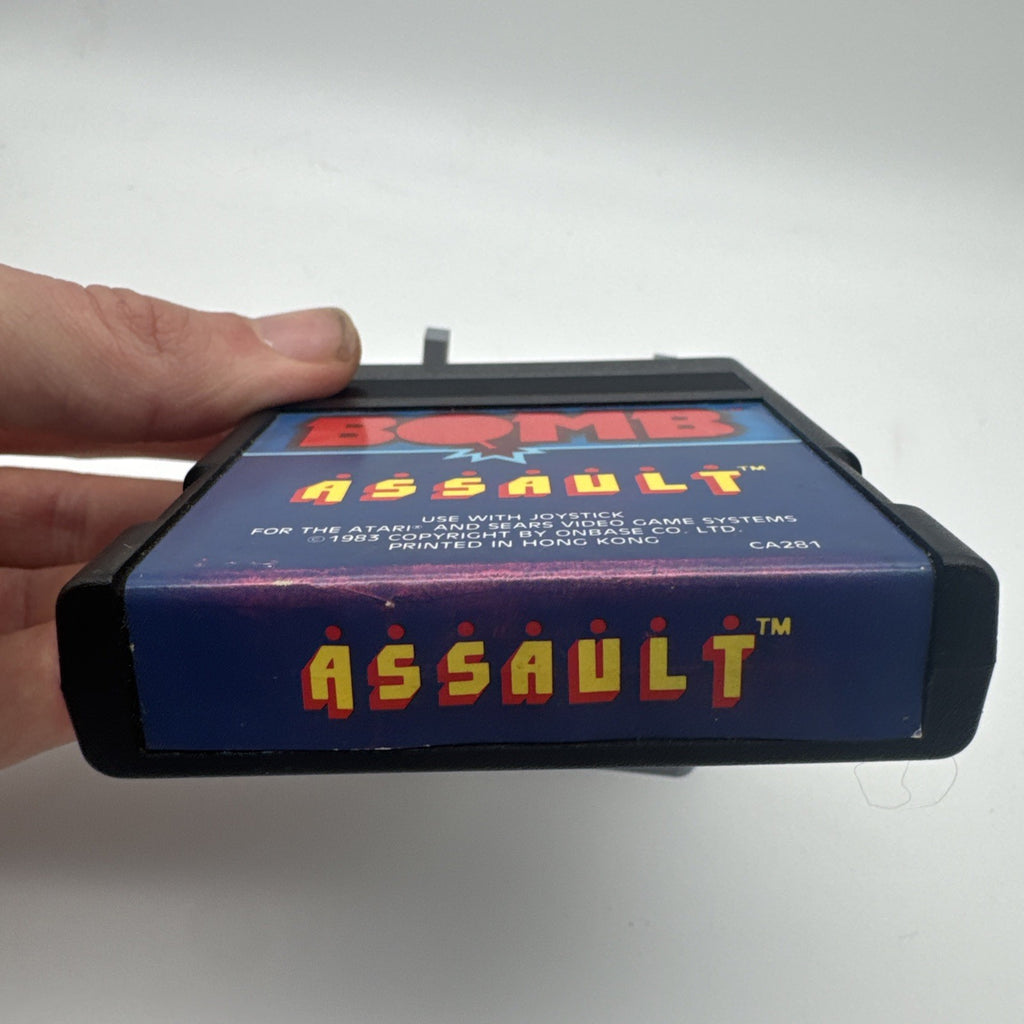 BOMB
ASSAULT™
USE WITH JOYSTICK
FOR THE ATARI® AND SEARS VIDEO GAME SYSTEMS
©1983 COPYRIGHT BY ONBASE CO. LTD.
PRINTED IN HONG KONG CA281
ASSAULT™